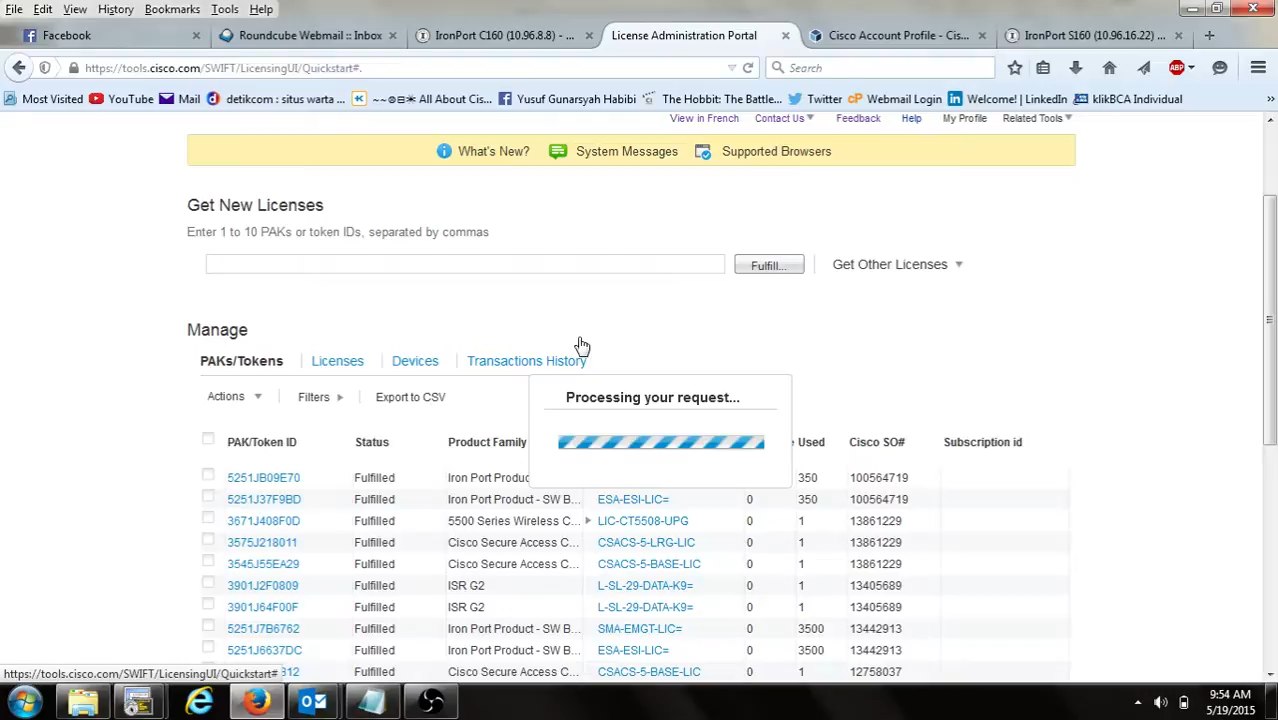 File Edit View History Bookmarks Tools Help
Facebook
Roundcube Webmail :: Inbox
IronPort C160 (10.96.8.8) - ...
License Administration Portal
Cisco Account Profile - Cis...
IronPort S160 (10.96.16.22) ...
https://tools.cisco.com/SWIFT/LicensingUI/Quickstart#.
Search
ABP
Most Visited YouTube Mail detikcom : situs warta ... ~~⊙⊟☀ All About Cis... Yusuf Gunarsyah Habibi The Hobbit: The Battle... Twitter Webmail Login Welcome! | LinkedIn klikBCA Individual
View in French Contact Us Feedback Help My Profile Related Tools
What's New? System Messages Supported Browsers
Get New Licenses
Enter 1 to 10 PAKs or token IDs, separated by commas
Fulfill... Get Other Licenses
Manage
PAKs/Tokens Licenses Devices Transactions History
Actions Filters Export to CSV
Processing your request...
PAK/Token ID Status Product Family Used Cisco SO# Subscription id
5251JB09E70 Fulfilled Iron Port Produc 350 100564719
5251J37F9BD Fulfilled Iron Port Product - SW B... ESA-ESI-LIC= 0 350 100564719
3671J408F0D Fulfilled 5500 Series Wireless C... LIC-CT5508-UPG 0 1 13861229
3575J218011 Fulfilled Cisco Secure Access C... CSACS-5-LRG-LIC 0 1 13861229
3545J55EA29 Fulfilled Cisco Secure Access C... CSACS-5-BASE-LIC 0 1 13861229
3901J2F0809 Fulfilled ISR G2 L-SL-29-DATA-K9= 0 1 13405689
3901J64F00F Fulfilled ISR G2 L-SL-29-DATA-K9= 0 1 13405689
5251J7B6762 Fulfilled Iron Port Product - SW B... SMA-EMGT-LIC= 0 3500 13442913
5251J6637DC Fulfilled Iron Port Product - SW B... ESA-ESI-LIC= 0 3500 13442913
312 Fulfilled Cisco Secure Access C... CSACS-5-BASE-LIC 0 1 12758037
https://tools.cisco.com/SWIFT/LicensingUI/Quickstart#
9:54 AM
5/19/2015